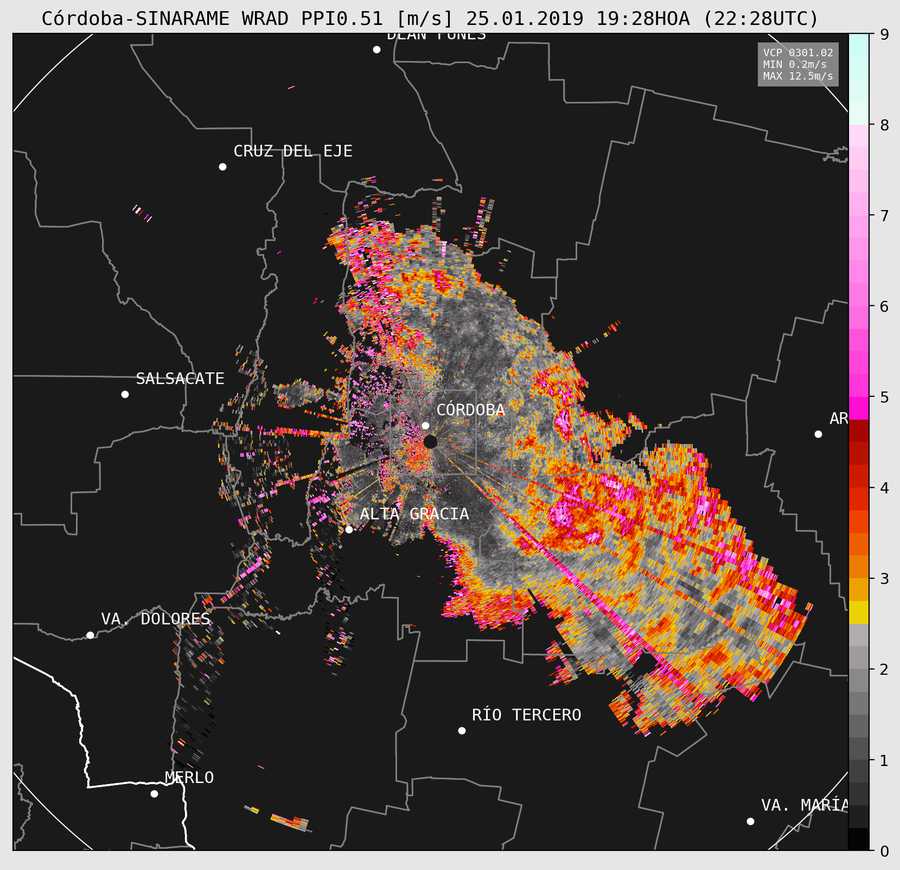 Córdoba-SINARAME WRAD PPI0.51 [m/s] 25.01.2019 19:28HOA (22:28UTC)
DEAN FUNES
VCP 0301.02
MIN 0.2m/s
MAX 12.5m/s
9
8
CRUZ DEL EJE
7
6
SALSACATE
5
CÓRDOBA
AR
4
ALTA GRACIA
3
VA. DOLORES
2
RÍO TERCERO
1
MERLO
VA. MARÍA
0